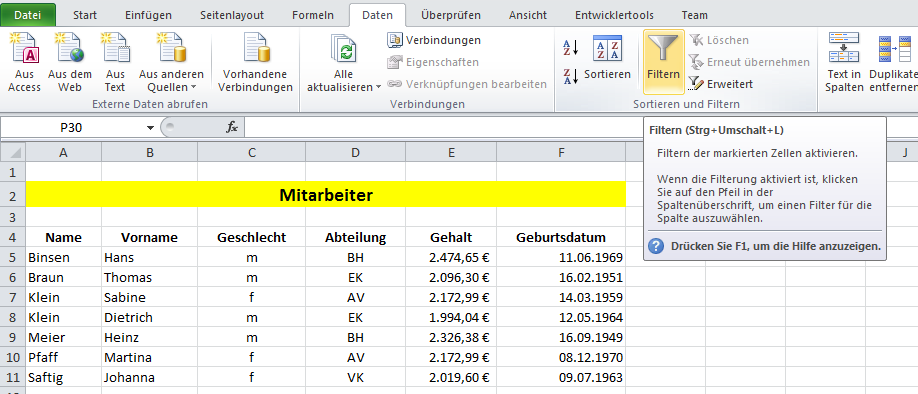 Datei Start Einfügen Seitenlayout Formeln Daten Überprüfen Ansicht Entwicklertools Team
Aus Access
Aus dem Web
Aus Text
Aus anderen Quellen
Externe Daten abrufen
Vorhandene Verbindungen
Alle aktualisieren
Verbindungen
Eigenschaften
Verknüpfungen bearbeiten
Verbindungen
A Z
Z A
A Z Z A
Sortieren
Filtern
Löschen
Erneut übernehmen
Erweitert
Sortieren und Filtern
Text in Spalten
Duplikate entfernen
P30 fx
A B C D E F J
1
2 Mitarbeiter
3
4 Name Vorname Geschlecht Abteilung Gehalt Geburtsdatum
5 Binsen Hans m BH 2.474,65 € 11.06.1969
6 Braun Thomas m EK 2.096,30 € 16.02.1951
7 Klein Sabine f AV 2.172,99 € 14.03.1959
8 Klein Dietrich m EK 1.994,04 € 12.05.1964
9 Meier Heinz m BH 2.326,38 € 16.09.1949
10 Pfaff Martina f AV 2.172,99 € 08.12.1970
11 Saftig Johanna f VK 2.019,60 € 09.07.1963
Filtern (Strg+Umschalt+L)
Filtern der markierten Zellen aktivieren.
Wenn die Filterung aktiviert ist, klicken
Sie auf den Pfeil in der
Spaltenüberschrift, um einen Filter für die
Spalte auszuwählen.
Drücken Sie F1, um die Hilfe anzuzeigen.